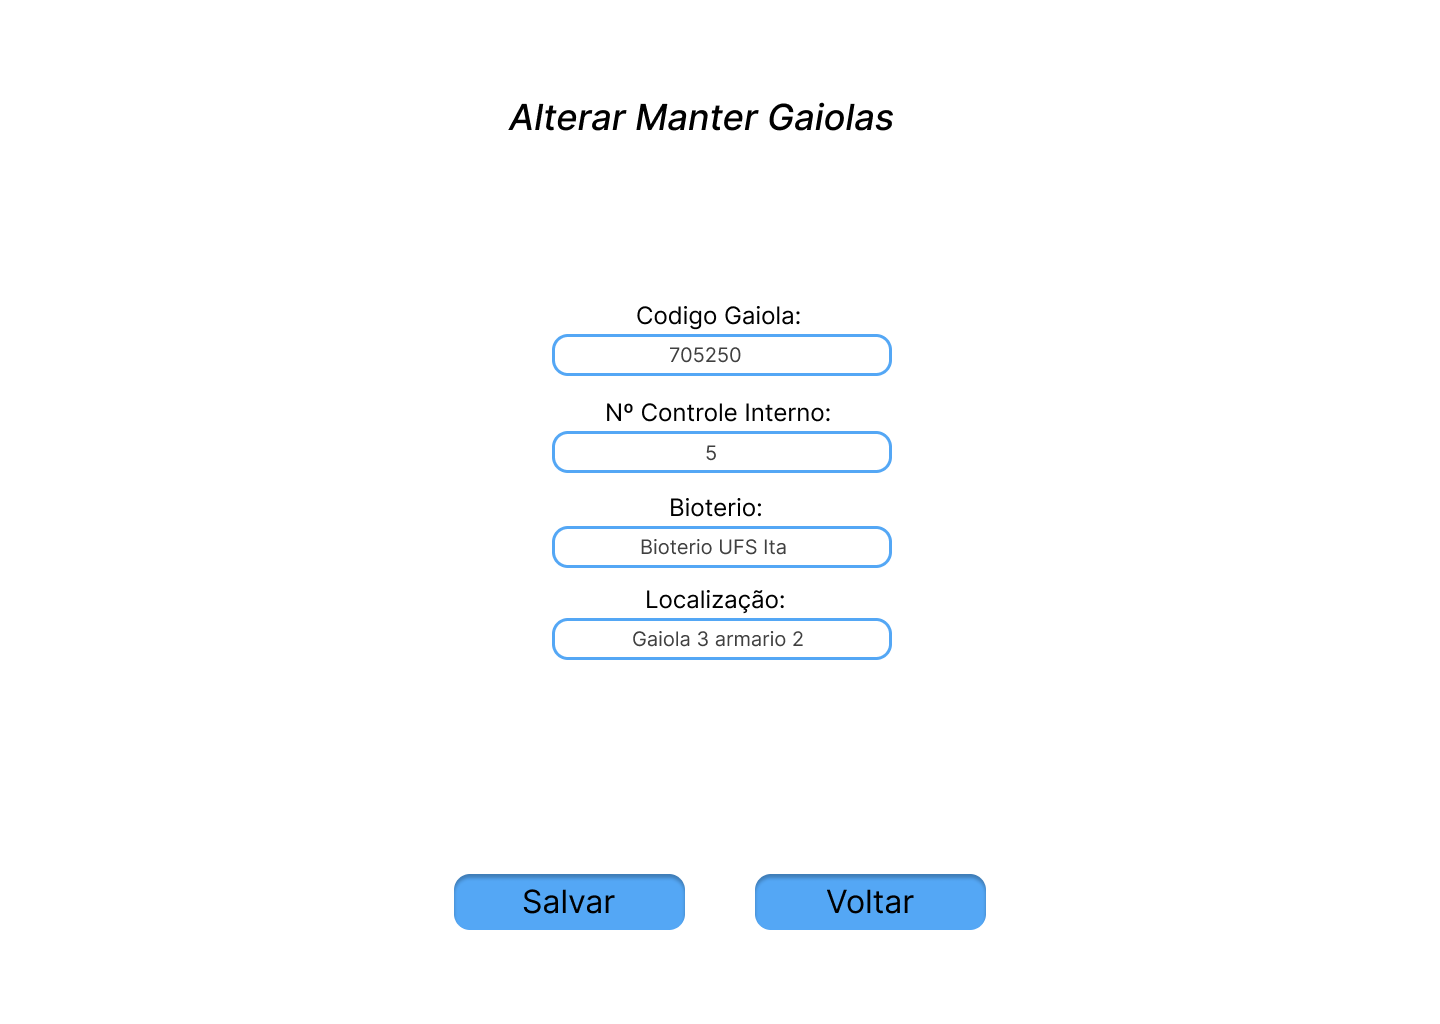 Alterar Manter Gaiolas
Codigo Gaiola:
705250
Nº Controle Interno:
5
Bioterio:
Bioterio UFS Ita
Localização:
Gaiola 3 armario 2
Salvar
Voltar